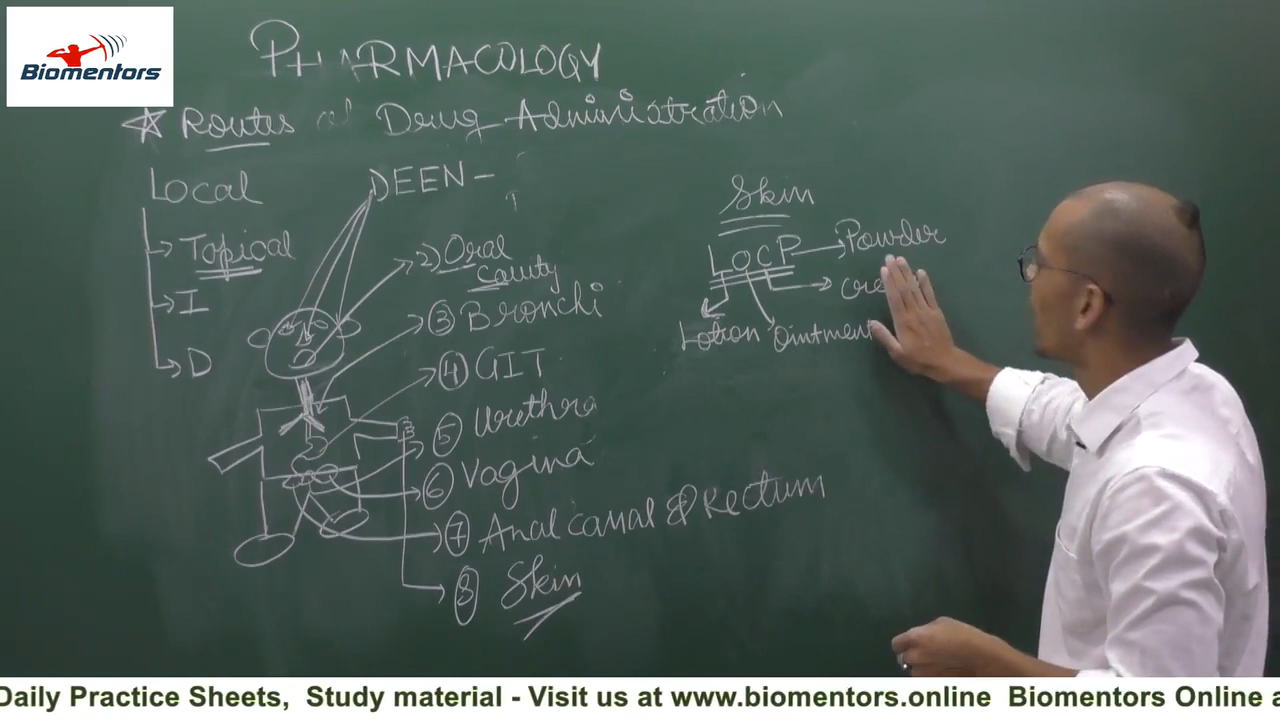 Biomentors
PHARMACOLOGY
Routes of Drug Administration
Local
Topical
I
D
DEEN -
2) Oral
cavity
③ Bronchi
④ GIT
⑤ Urethra
⑥ Vagina
⑦ Anal canal & Rectum
⑧ Skin
Skin
LOCP
Powder
cre
Lotion
Ointment
Daily Practice Sheets, Study material - Visit us at www.biomentors.online Biomentors Online a